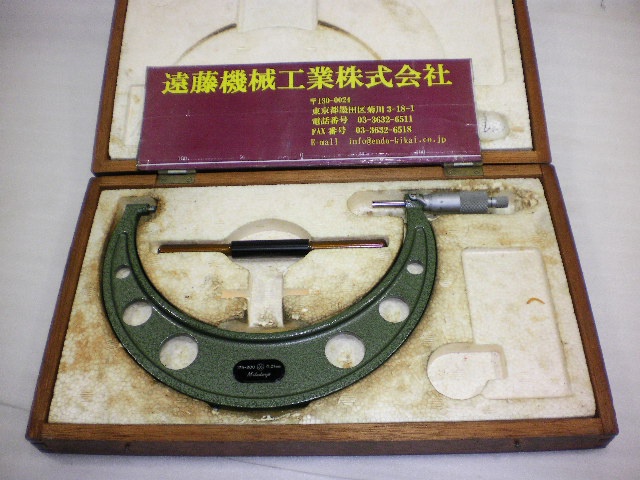 遠藤機械工業株式会社
〒130-0024
東京都墨田区菊川3-18-1
電話番号 03-3632-6511
FAX番号 03-3632-6518
E-mail info@endo-kikai.co.jp
0.01mm
Mitutoyo